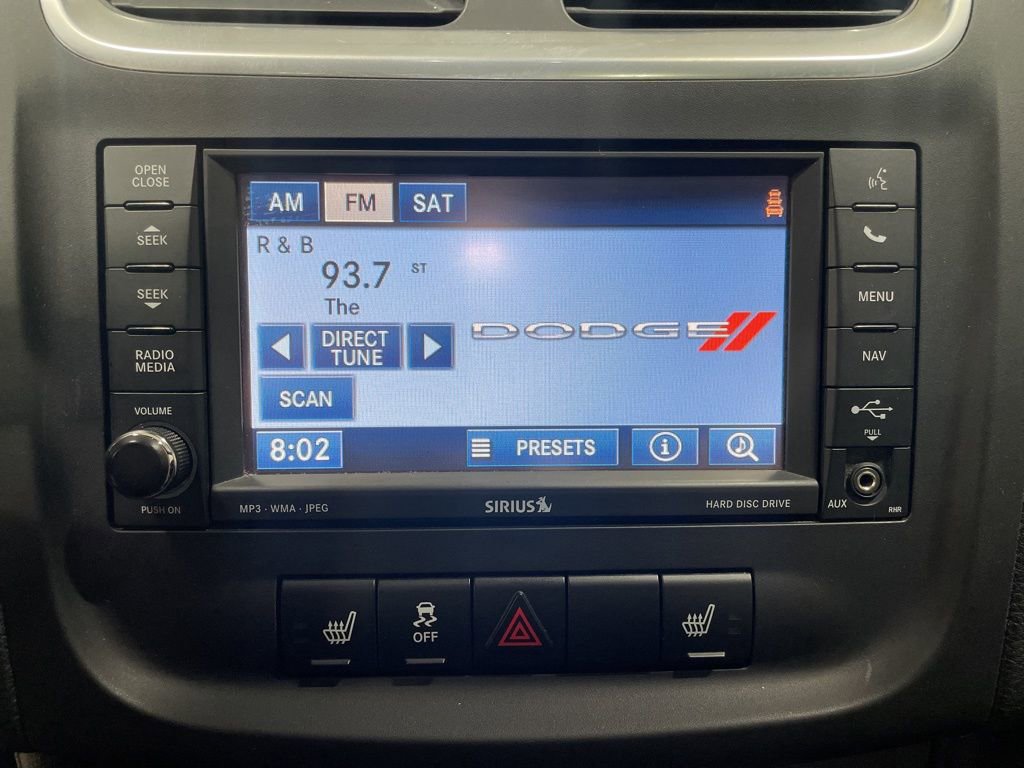 OPEN
CLOSE
SEEK
SEEK
RADIO
MEDIA
VOLUME
PUSH ON
AM FM SAT
R & B
93.7 ST
The
DIRECT
TUNE
SCAN
DODGE
8:02 PRESETS i
MP3 · WMA · JPEG SIRIUS HARD DISC DRIVE
MENU
NAV
PULL
AUX RHR
OFF